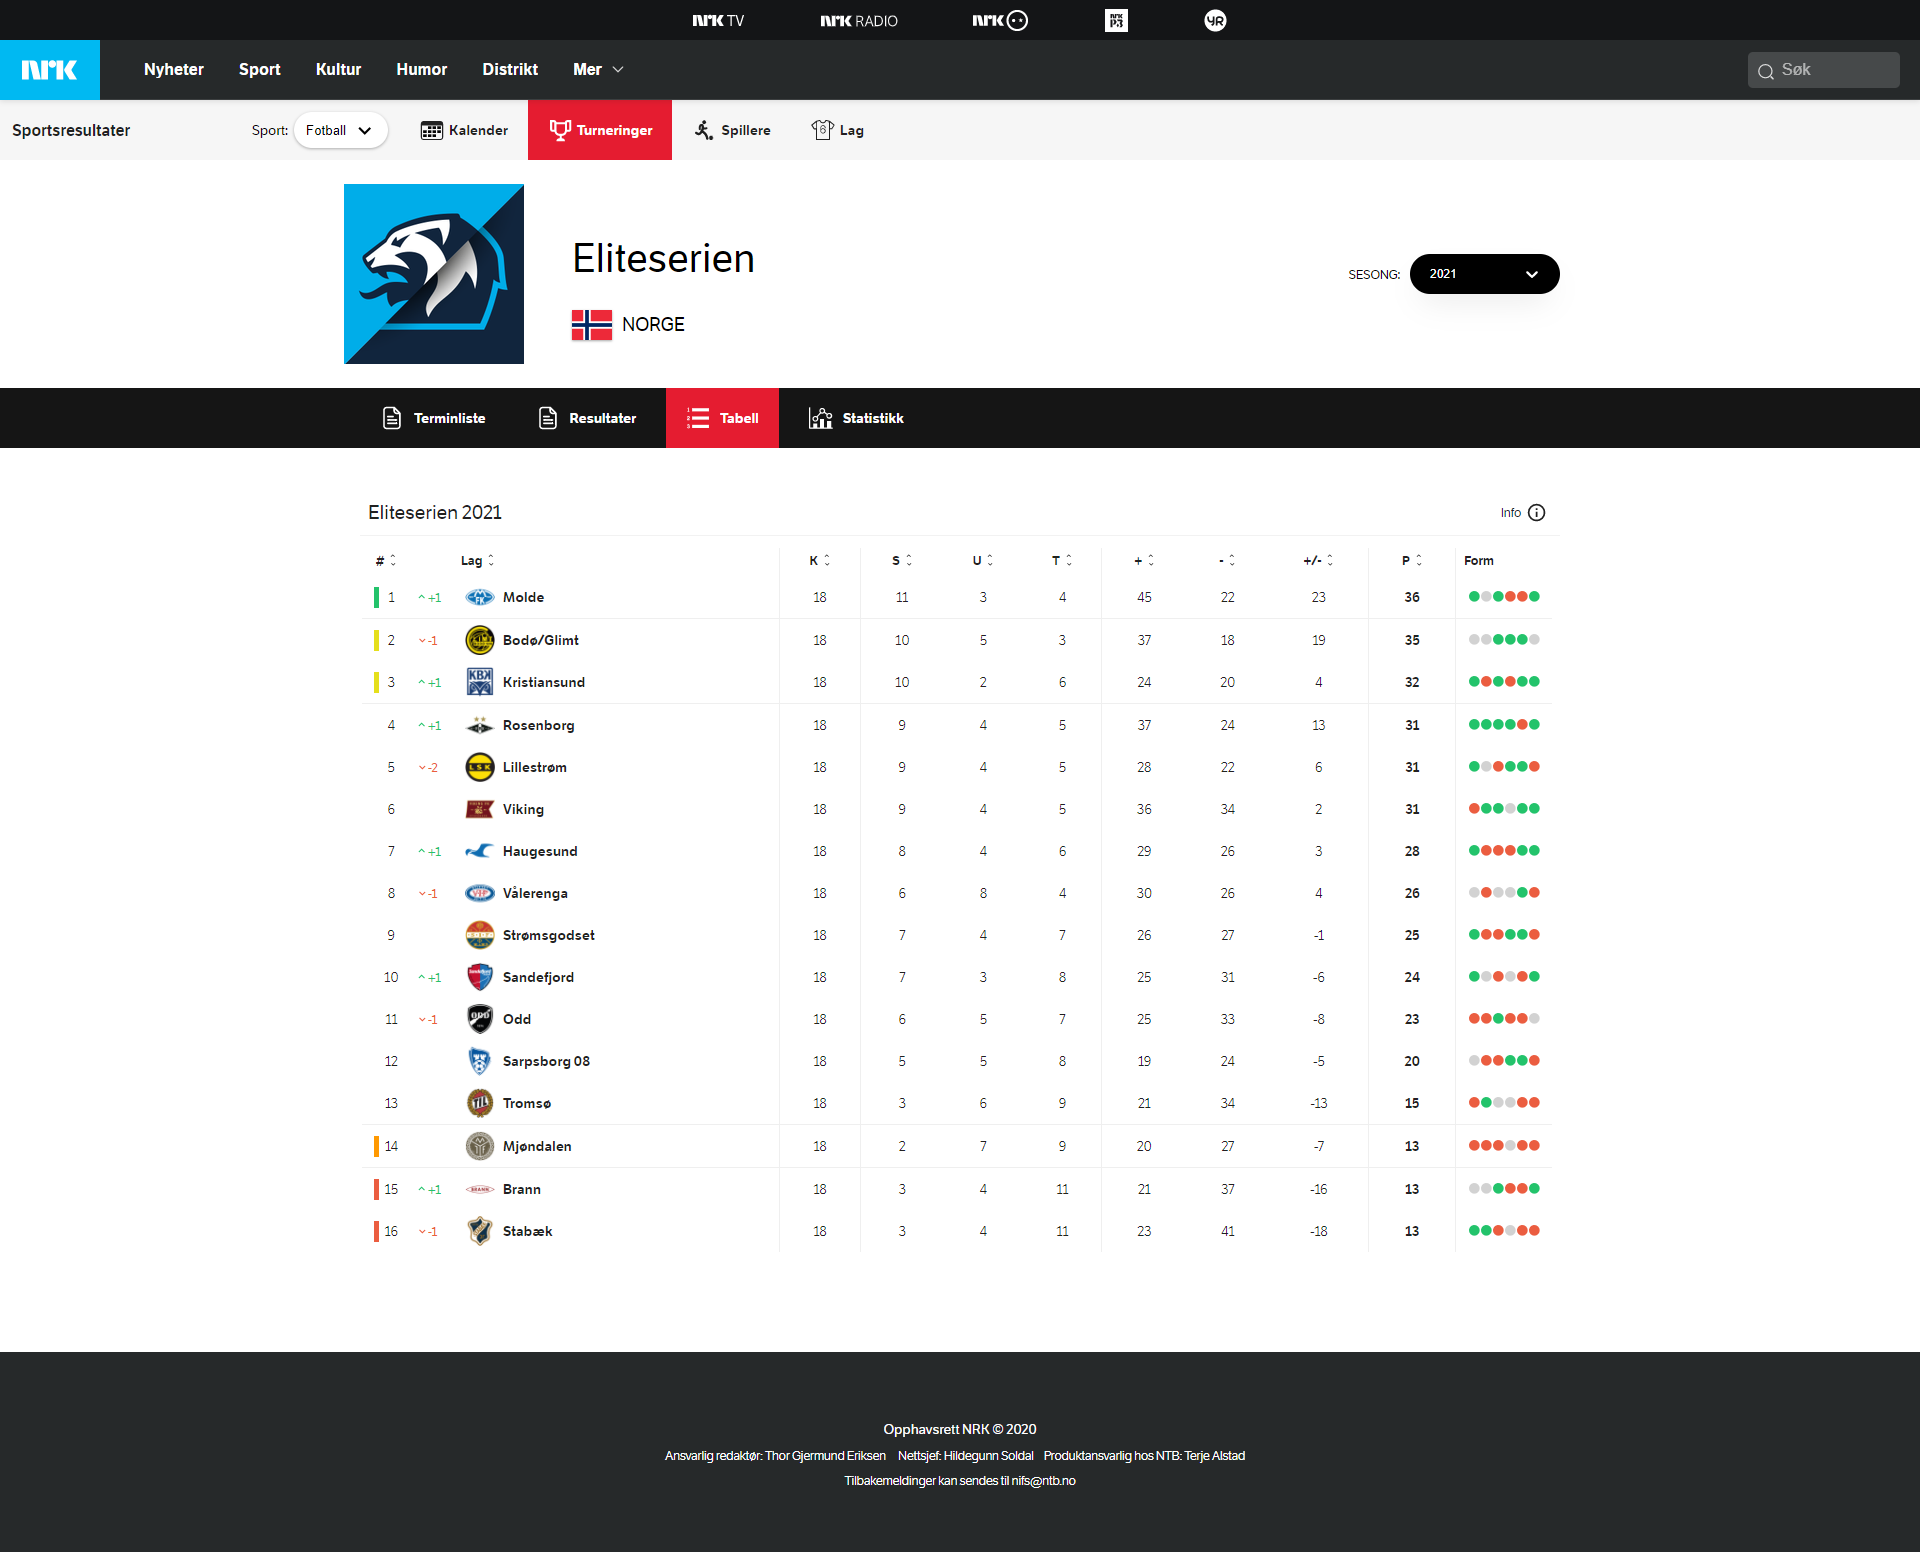 nrk TV nrk RADIO nrk nrk P3 YR
nrk Nyheter Sport Kultur Humor Distrikt Mer Søk
Sportsresultater Sport: Fotball Kalender Turneringer 6 Spillere Lag
Eliteserien
SESONG: 2021
NORGE
Terminliste Resultater Tabell Statistikk
Eliteserien 2021 Info
# Lag K S U T + - +/- P Form
1 +1 Molde 18 11 3 4 45 22 23 36
2 -1 Bodø/Glimt 18 10 5 3 37 18 19 35
3 +1 KBK Kristiansund 18 10 2 6 24 20 4 32
4 +1 Rosenborg 18 9 4 5 37 24 13 31
5 -2 LSK Lillestrøm 18 9 4 5 28 22 6 31
6 Viking 18 9 4 5 36 34 2 31
7 +1 Haugesund 18 8 4 6 29 26 3 28
8 -1 VIF Vålerenga 18 6 8 4 30 26 4 26
9 Strømsgodset 18 7 4 7 26 27 -1 25
10 +1 Sandefjord 18 7 3 8 25 31 -6 24
11 -1 ODD Odd 18 6 5 7 25 33 -8 23
12 Sarpsborg 08 18 5 5 8 19 24 -5 20
13 TIL Tromsø 18 3 6 9 21 34 -13 15
14 Mjøndalen 18 2 7 9 20 27 -7 13
15 +1 BRANN Brann 18 3 4 11 21 37 -16 13
16 -1 Stabæk 18 3 4 11 23 41 -18 13
Opphavsrett NRK © 2020
Ansvarlig redaktør: Thor Gjermund Eriksen Nettsjef: Hildegunn Soldal Produktansvarlig hos NTB: Terje Alstad
Tilbakemeldinger kan sendes til nifs@ntb.no